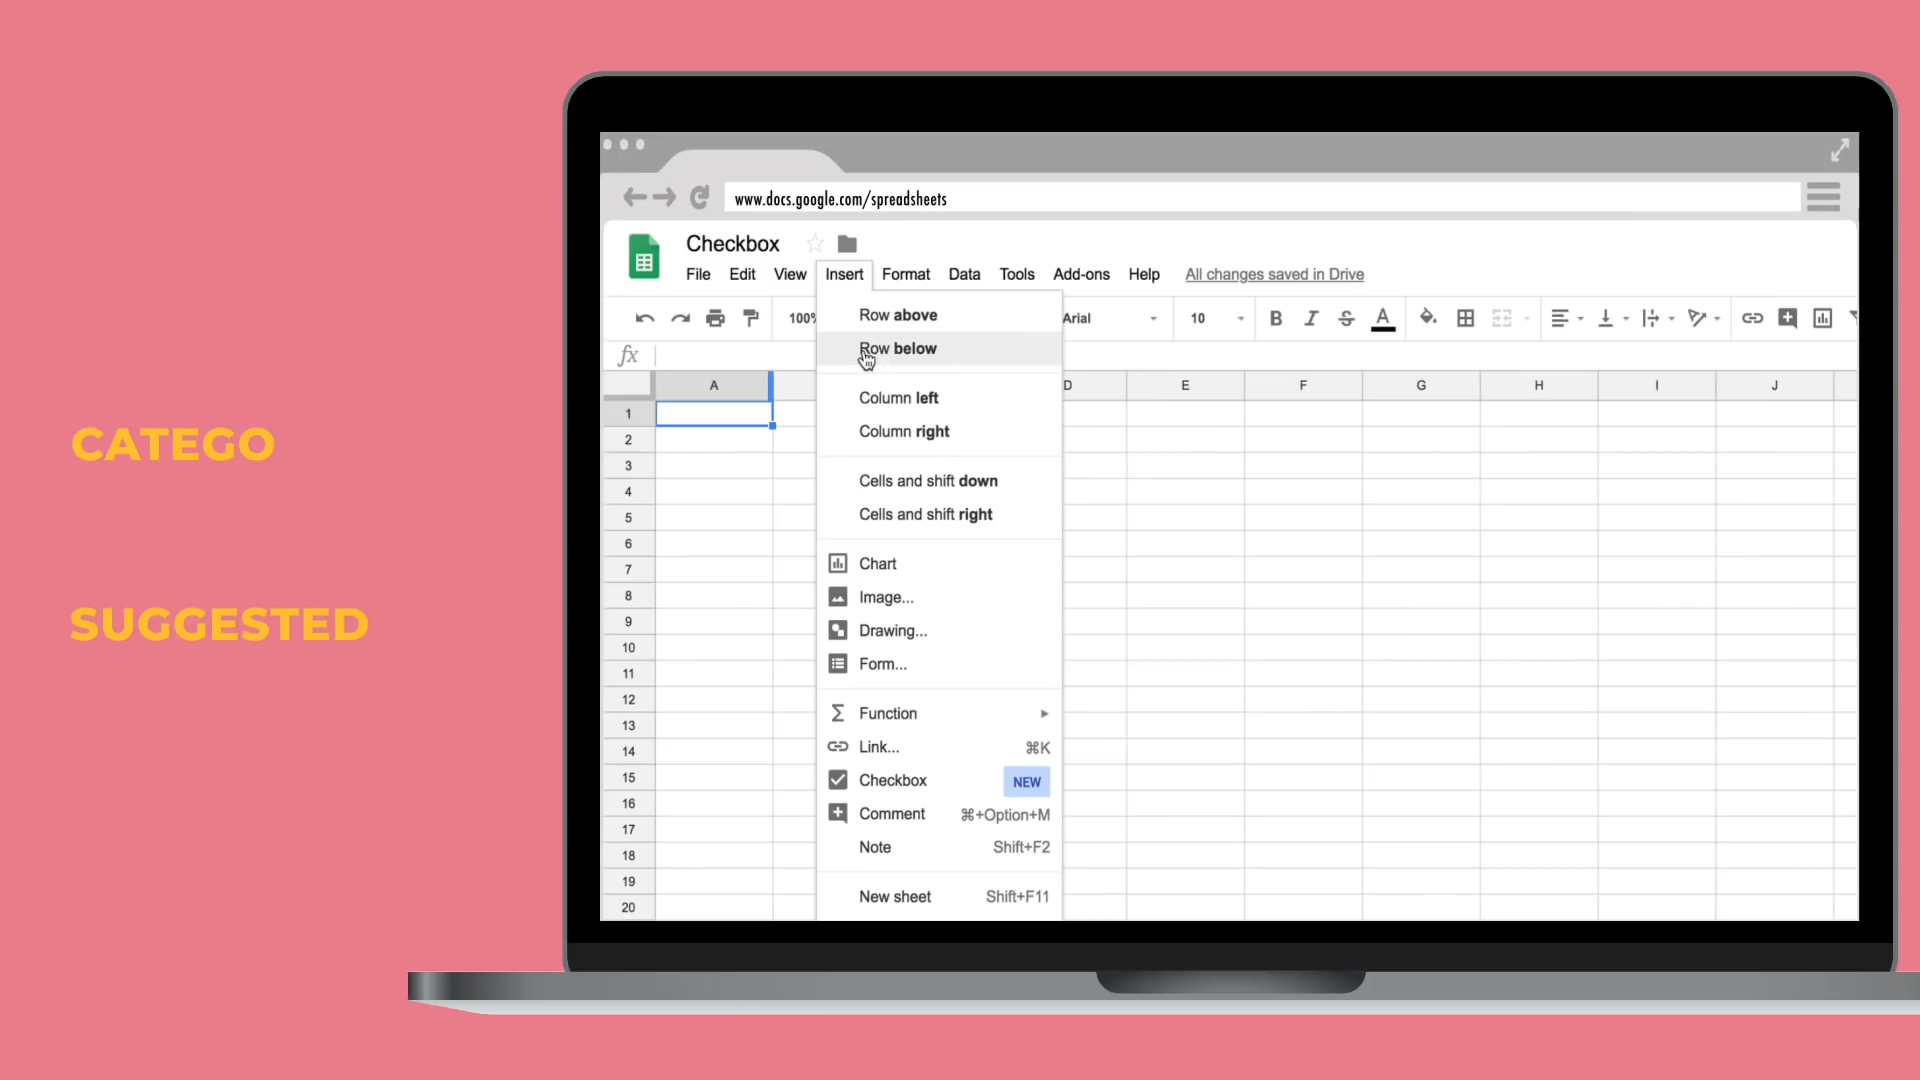 www.docs.google.com/spreadsheets
Checkbox
File Edit View Insert Format Data Tools Add-ons Help All changes saved in Drive
100% Arial 10 B I S A
fx
A D E F G H I J
Row above
Row below
Column left
Column right
Cells and shift down
Cells and shift right
Chart
Image...
Drawing...
Form...
Function
Link... ⌘K
Checkbox NEW
Comment ⌘+Option+M
Note Shift+F2
New sheet Shift+F11
1
2
3
4
5
6
7
8
9
10
11
12
13
14
15
16
17
18
19
20
CATEGO
SUGGESTED